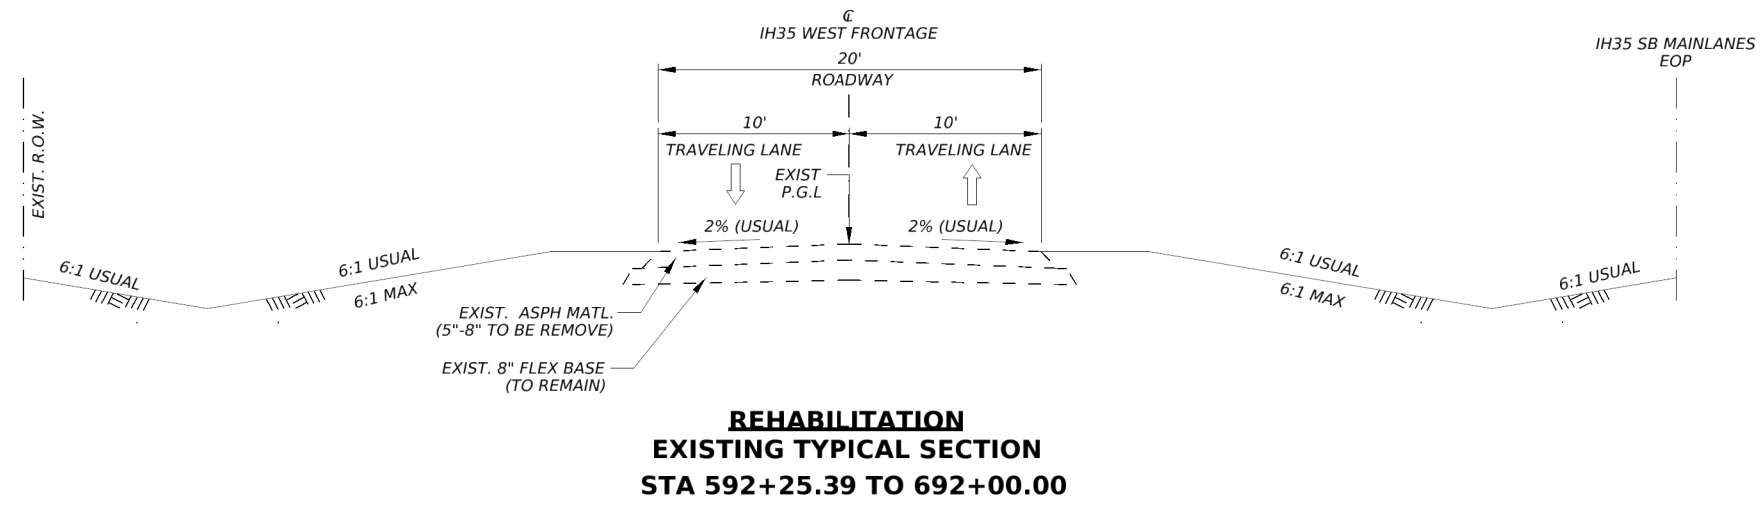 ℄
IH35 WEST FRONTAGE
IH35 SB MAINLANES
EOP
20'
ROADWAY
EXIST. R.O.W.
10'
10'
TRAVELING LANE
TRAVELING LANE
EXIST
P.G.L
2% (USUAL)
2% (USUAL)
6:1 USUAL
6:1 USUAL
6:1 MAX
6:1 USUAL
6:1 MAX
6:1 USUAL
EXIST. ASPH MATL.
(5"-8" TO BE REMOVE)
EXIST. 8" FLEX BASE
(TO REMAIN)
REHABILITATION
EXISTING TYPICAL SECTION
STA 592+25.39 TO 692+00.00